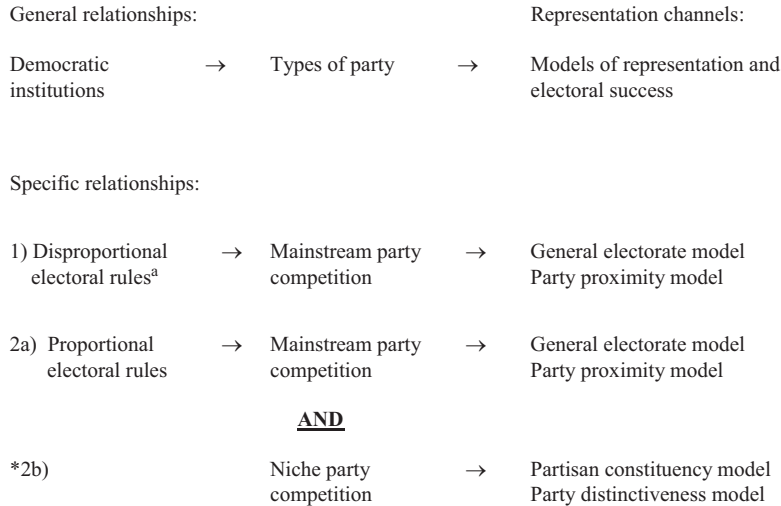 General relationships: Representation channels:
Democratic → Types of party → Models of representation and
institutions electoral success
Specific relationships:
1) Disproportional → Mainstream party → General electorate model
electoral rulesᵃ competition Party proximity model
2a) Proportional → Mainstream party → General electorate model
electoral rules competition Party proximity model
AND
*2b) Niche party → Partisan constituency model
competition Party distinctiveness model